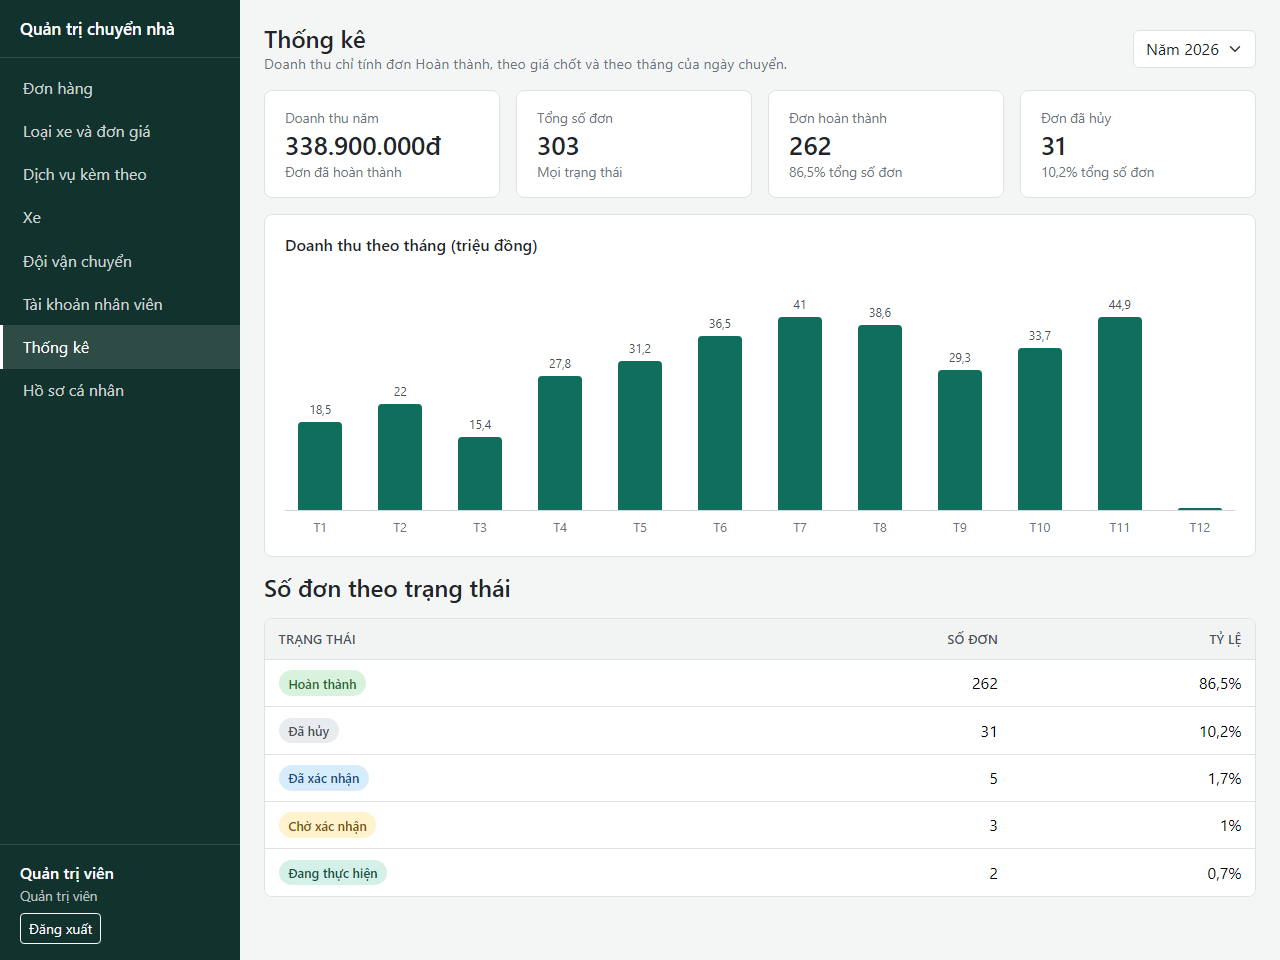 Quản trị chuyển nhà
Đơn hàng
Loại xe và đơn giá
Dịch vụ kèm theo
Xe
Đội vận chuyển
Tài khoản nhân viên
Thống kê
Hồ sơ cá nhân
Quản trị viên
Quản trị viên
Đăng xuất
Thống kê
Doanh thu chỉ tính đơn Hoàn thành, theo giá chốt và theo tháng của ngày chuyển.
Năm 2026
Doanh thu năm
338.900.000đ
Đơn đã hoàn thành
Tổng số đơn
303
Mọi trạng thái
Đơn hoàn thành
262
86,5% tổng số đơn
Đơn đã hủy
31
10,2% tổng số đơn
Doanh thu theo tháng (triệu đồng)
18,5
22
15,4
27,8
31,2
36,5
41
38,6
29,3
33,7
44,9
T1 T2 T3 T4 T5 T6 T7 T8 T9 T10 T11 T12
Số đơn theo trạng thái
TRẠNG THÁI SỐ ĐƠN TỶ LỆ
Hoàn thành 262 86,5%
Đã hủy 31 10,2%
Đã xác nhận 5 1,7%
Chờ xác nhận 3 1%
Đang thực hiện 2 0,7%